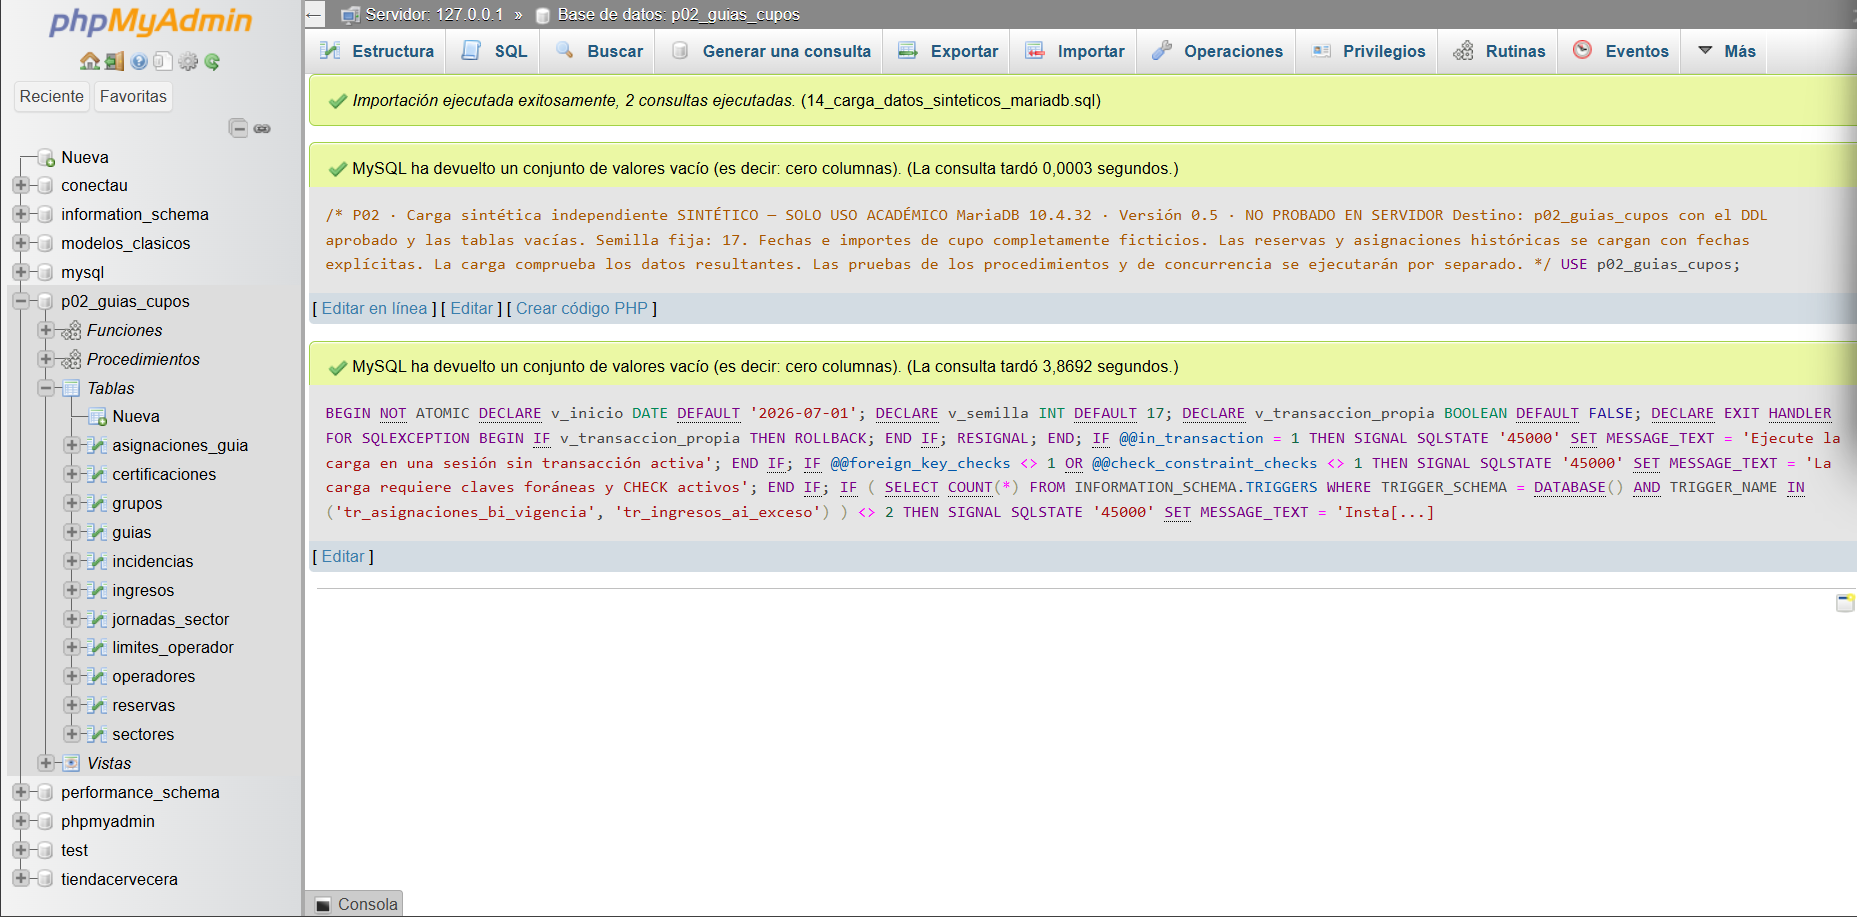 phpMyAdmin
Reciente
Favoritas
Nueva
conectau
information_schema
modelos_clasicos
mysql
p02_guias_cupos
Funciones
Procedimientos
Tablas
Nueva
asignaciones_guia
certificaciones
grupos
guias
incidencias
ingresos
jornadas_sector
limites_operador
operadores
reservas
sectores
Vistas
performance_schema
phpmyadmin
test
tiendacervecera
← Servidor: 127.0.0.1 » Base de datos: p02_guias_cupos
Estructura SQL Buscar Generar una consulta Exportar Importar Operaciones Privilegios Rutinas Eventos Más
Importación ejecutada exitosamente, 2 consultas ejecutadas. (14_carga_datos_sinteticos_mariadb.sql)
MySQL ha devuelto un conjunto de valores vacío (es decir: cero columnas). (La consulta tardó 0,0003 segundos.)
/* P02 · Carga sintética independiente SINTÉTICO — SOLO USO ACADÉMICO MariaDB 10.4.32 · Versión 0.5 · NO PROBADO EN SERVIDOR Destino: p02_guias_cupos con el DDL
aprobado y las tablas vacías. Semilla fija: 17. Fechas e importes de cupo completamente ficticios. Las reservas y asignaciones históricas se cargan con fechas
explícitas. La carga comprueba los datos resultantes. Las pruebas de los procedimientos y de concurrencia se ejecutarán por separado. */ USE p02_guias_cupos;
[ Editar en línea ] [ Editar ] [ Crear código PHP ]
MySQL ha devuelto un conjunto de valores vacío (es decir: cero columnas). (La consulta tardó 3,8692 segundos.)
BEGIN NOT ATOMIC DECLARE v_inicio DATE DEFAULT '2026-07-01'; DECLARE v_semilla INT DEFAULT 17; DECLARE v_transaccion_propia BOOLEAN DEFAULT FALSE; DECLARE EXIT HANDLER
FOR SQLEXCEPTION BEGIN IF v_transaccion_propia THEN ROLLBACK; END IF; RESIGNAL; END; IF @@in_transaction = 1 THEN SIGNAL SQLSTATE '45000' SET MESSAGE_TEXT = 'Ejecute la
carga en una sesión sin transacción activa'; END IF; IF @@foreign_key_checks <> 1 OR @@check_constraint_checks <> 1 THEN SIGNAL SQLSTATE '45000' SET MESSAGE_TEXT = 'La
carga requiere claves foráneas y CHECK activos'; END IF; IF ( SELECT COUNT(*) FROM INFORMATION_SCHEMA.TRIGGERS WHERE TRIGGER_SCHEMA = DATABASE() AND TRIGGER_NAME IN
('tr_asignaciones_bi_vigencia', 'tr_ingresos_ai_exceso') ) <> 2 THEN SIGNAL SQLSTATE '45000' SET MESSAGE_TEXT = 'Insta[...]
[ Editar ]
Consola